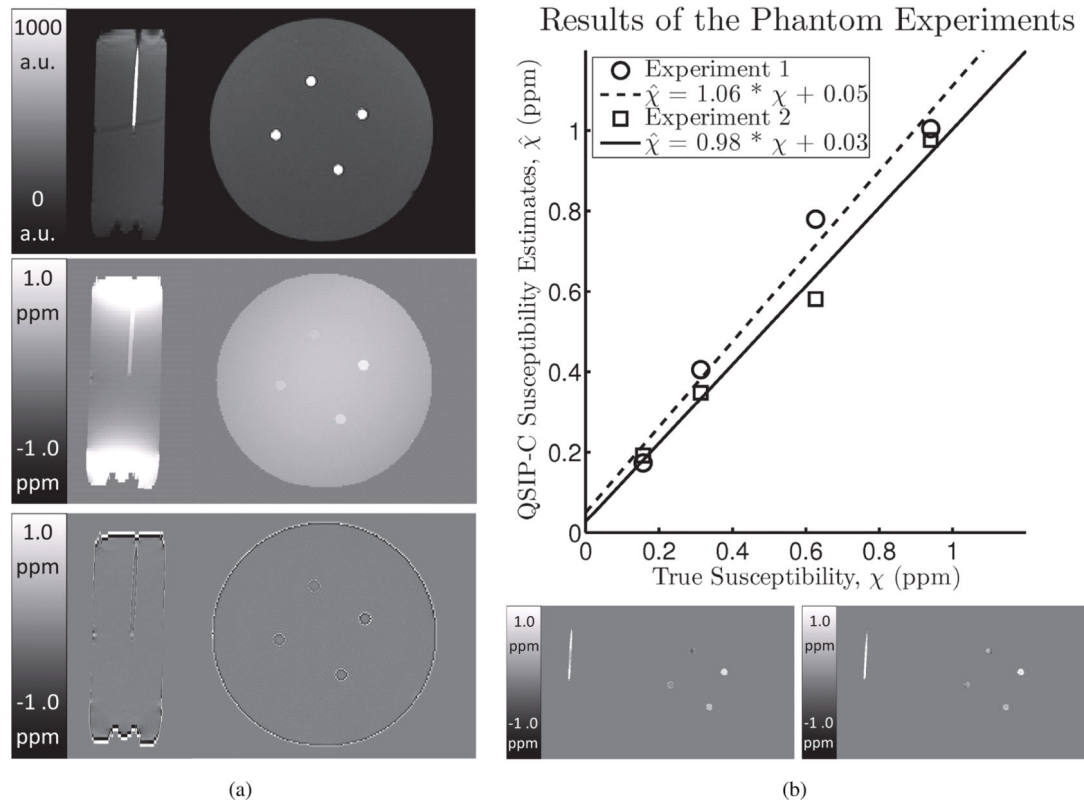 1000
a.u.
0
a.u.
1.0
ppm
-1.0
ppm
1.0
ppm
-1.0
ppm
(a)
Results of the Phantom Experiments
QSIP-C Susceptibility Estimates, χ̂ (ppm)
Experiment 1
χ̂ = 1.06 * χ + 0.05
Experiment 2
χ̂ = 0.98 * χ + 0.03
1
0.8
0.6
0.4
0.2
0
0 0.2 0.4 0.6 0.8 1
True Susceptibility, χ (ppm)
1.0
ppm
-1.0
ppm
1.0
ppm
-1.0
ppm
(b)